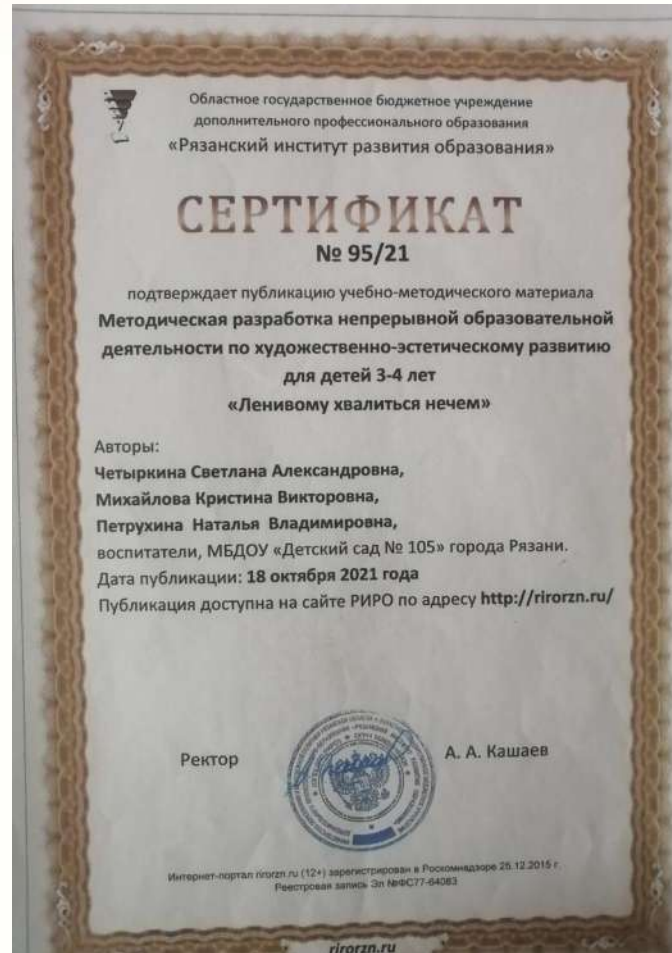 Областное государственное бюджетное учреждение
дополнительного профессионального образования
«Рязанский институт развития образования»
СЕРТИФИКАТ
№ 95/21
подтверждает публикацию учебно-методического материала
Методическая разработка непрерывной образовательной
деятельности по художественно-эстетическому развитию
для детей 3-4 лет
«Ленивому хвалиться нечем»
Авторы:
Четыркина Светлана Александровна,
Михайлова Кристина Викторовна,
Петрухина Наталья Владимировна,
воспитатели, МБДОУ «Детский сад № 105» города Рязани.
Дата публикации: 18 октября 2021 года
Публикация доступна на сайте РИРО по адресу http://rirorzn.ru/
Ректор
А. А. Кашаев
Интернет-портал rirorzn.ru (12+) зарегистрирован в Роскомнадзоре 25.12.2015 г.
Реестровая запись Эл №ФС77-64083
rirorzn.ru